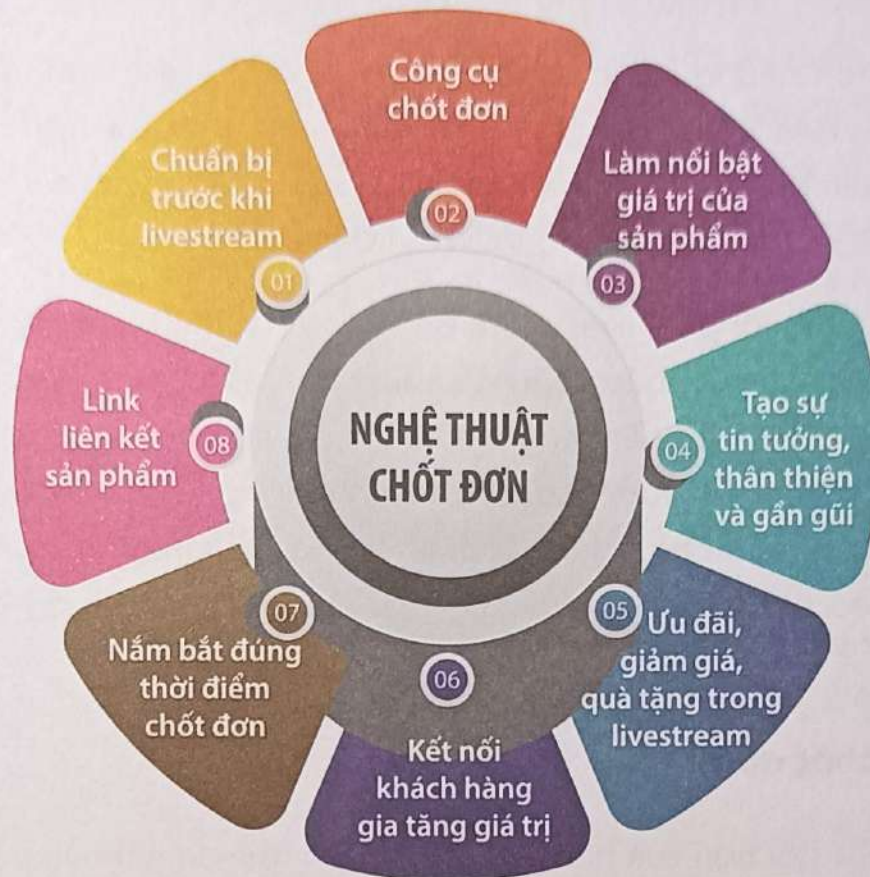 NGHỆ THUẬT
CHỐT ĐƠN
01
Chuẩn bị
trước khi
livestream
02
Công cụ
chốt đơn
03
Làm nổi bật
giá trị của
sản phẩm
04
Tạo sự
tin tưởng,
thân thiện
và gần gũi
05
Ưu đãi,
giảm giá,
quà tặng trong
livestream
06
Kết nối
khách hàng
gia tăng giá trị
07
Nắm bắt đúng
thời điểm
chốt đơn
08
Link
liên kết
sản phẩm